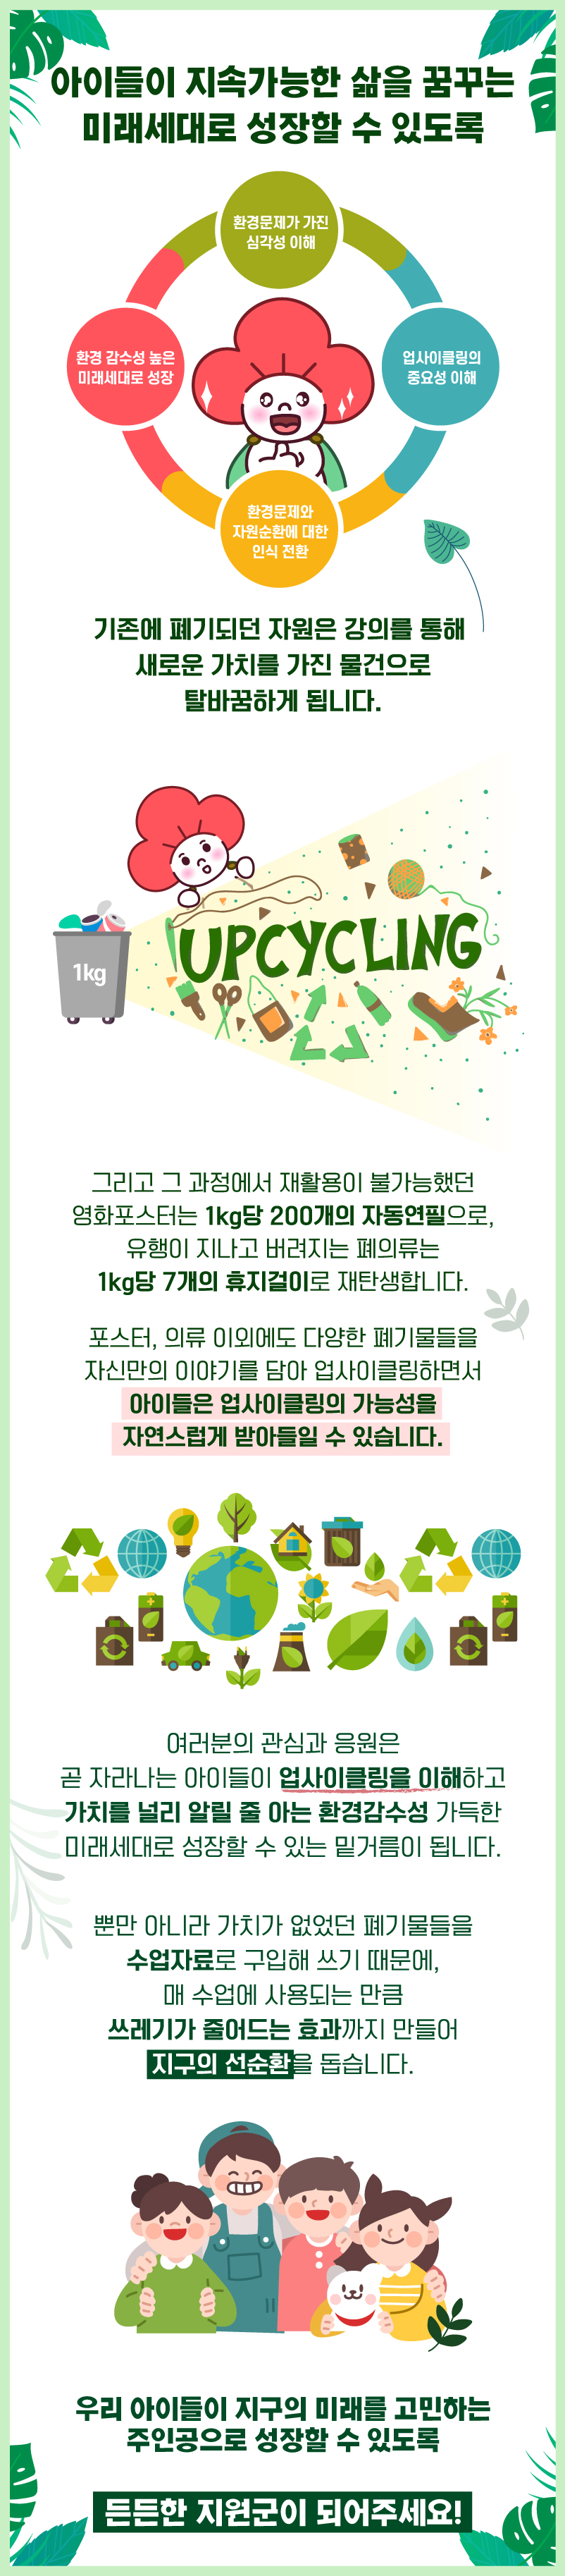 아이들이 지속가능한 삶을 꿈꾸는
미래세대로 성장할 수 있도록
환경문제가 가진
심각성 이해
환경 감수성 높은
미래세대로 성장
업사이클링의
중요성 이해
환경문제와
자원순환에 대한
인식 전환
기존에 폐기되던 자원은 강의를 통해
새로운 가치를 가진 물건으로
탈바꿈하게 됩니다.
UPCYCLING
1kg
그리고 그 과정에서 재활용이 불가능했던
영화포스터는 1kg당 200개의 자동연필으로,
유행이 지나고 버려지는 폐의류는
1kg당 7개의 휴지걸이로 재탄생합니다.
포스터, 의류 이외에도 다양한 폐기물들을
자신만의 이야기를 담아 업사이클링하면서
아이들은 업사이클링의 가능성을
자연스럽게 받아들일 수 있습니다.
여러분의 관심과 응원은
곧 자라나는 아이들이 업사이클링을 이해하고
가치를 널리 알릴 줄 아는 환경감수성 가득한
미래세대로 성장할 수 있는 밑거름이 됩니다.
뿐만 아니라 가치가 없었던 폐기물들을
수업자료로 구입해 쓰기 때문에,
매 수업에 사용되는 만큼
쓰레기가 줄어드는 효과까지 만들어
지구의 선순환을 돕습니다.
우리 아이들이 지구의 미래를 고민하는
주인공으로 성장할 수 있도록
든든한 지원군이 되어주세요!